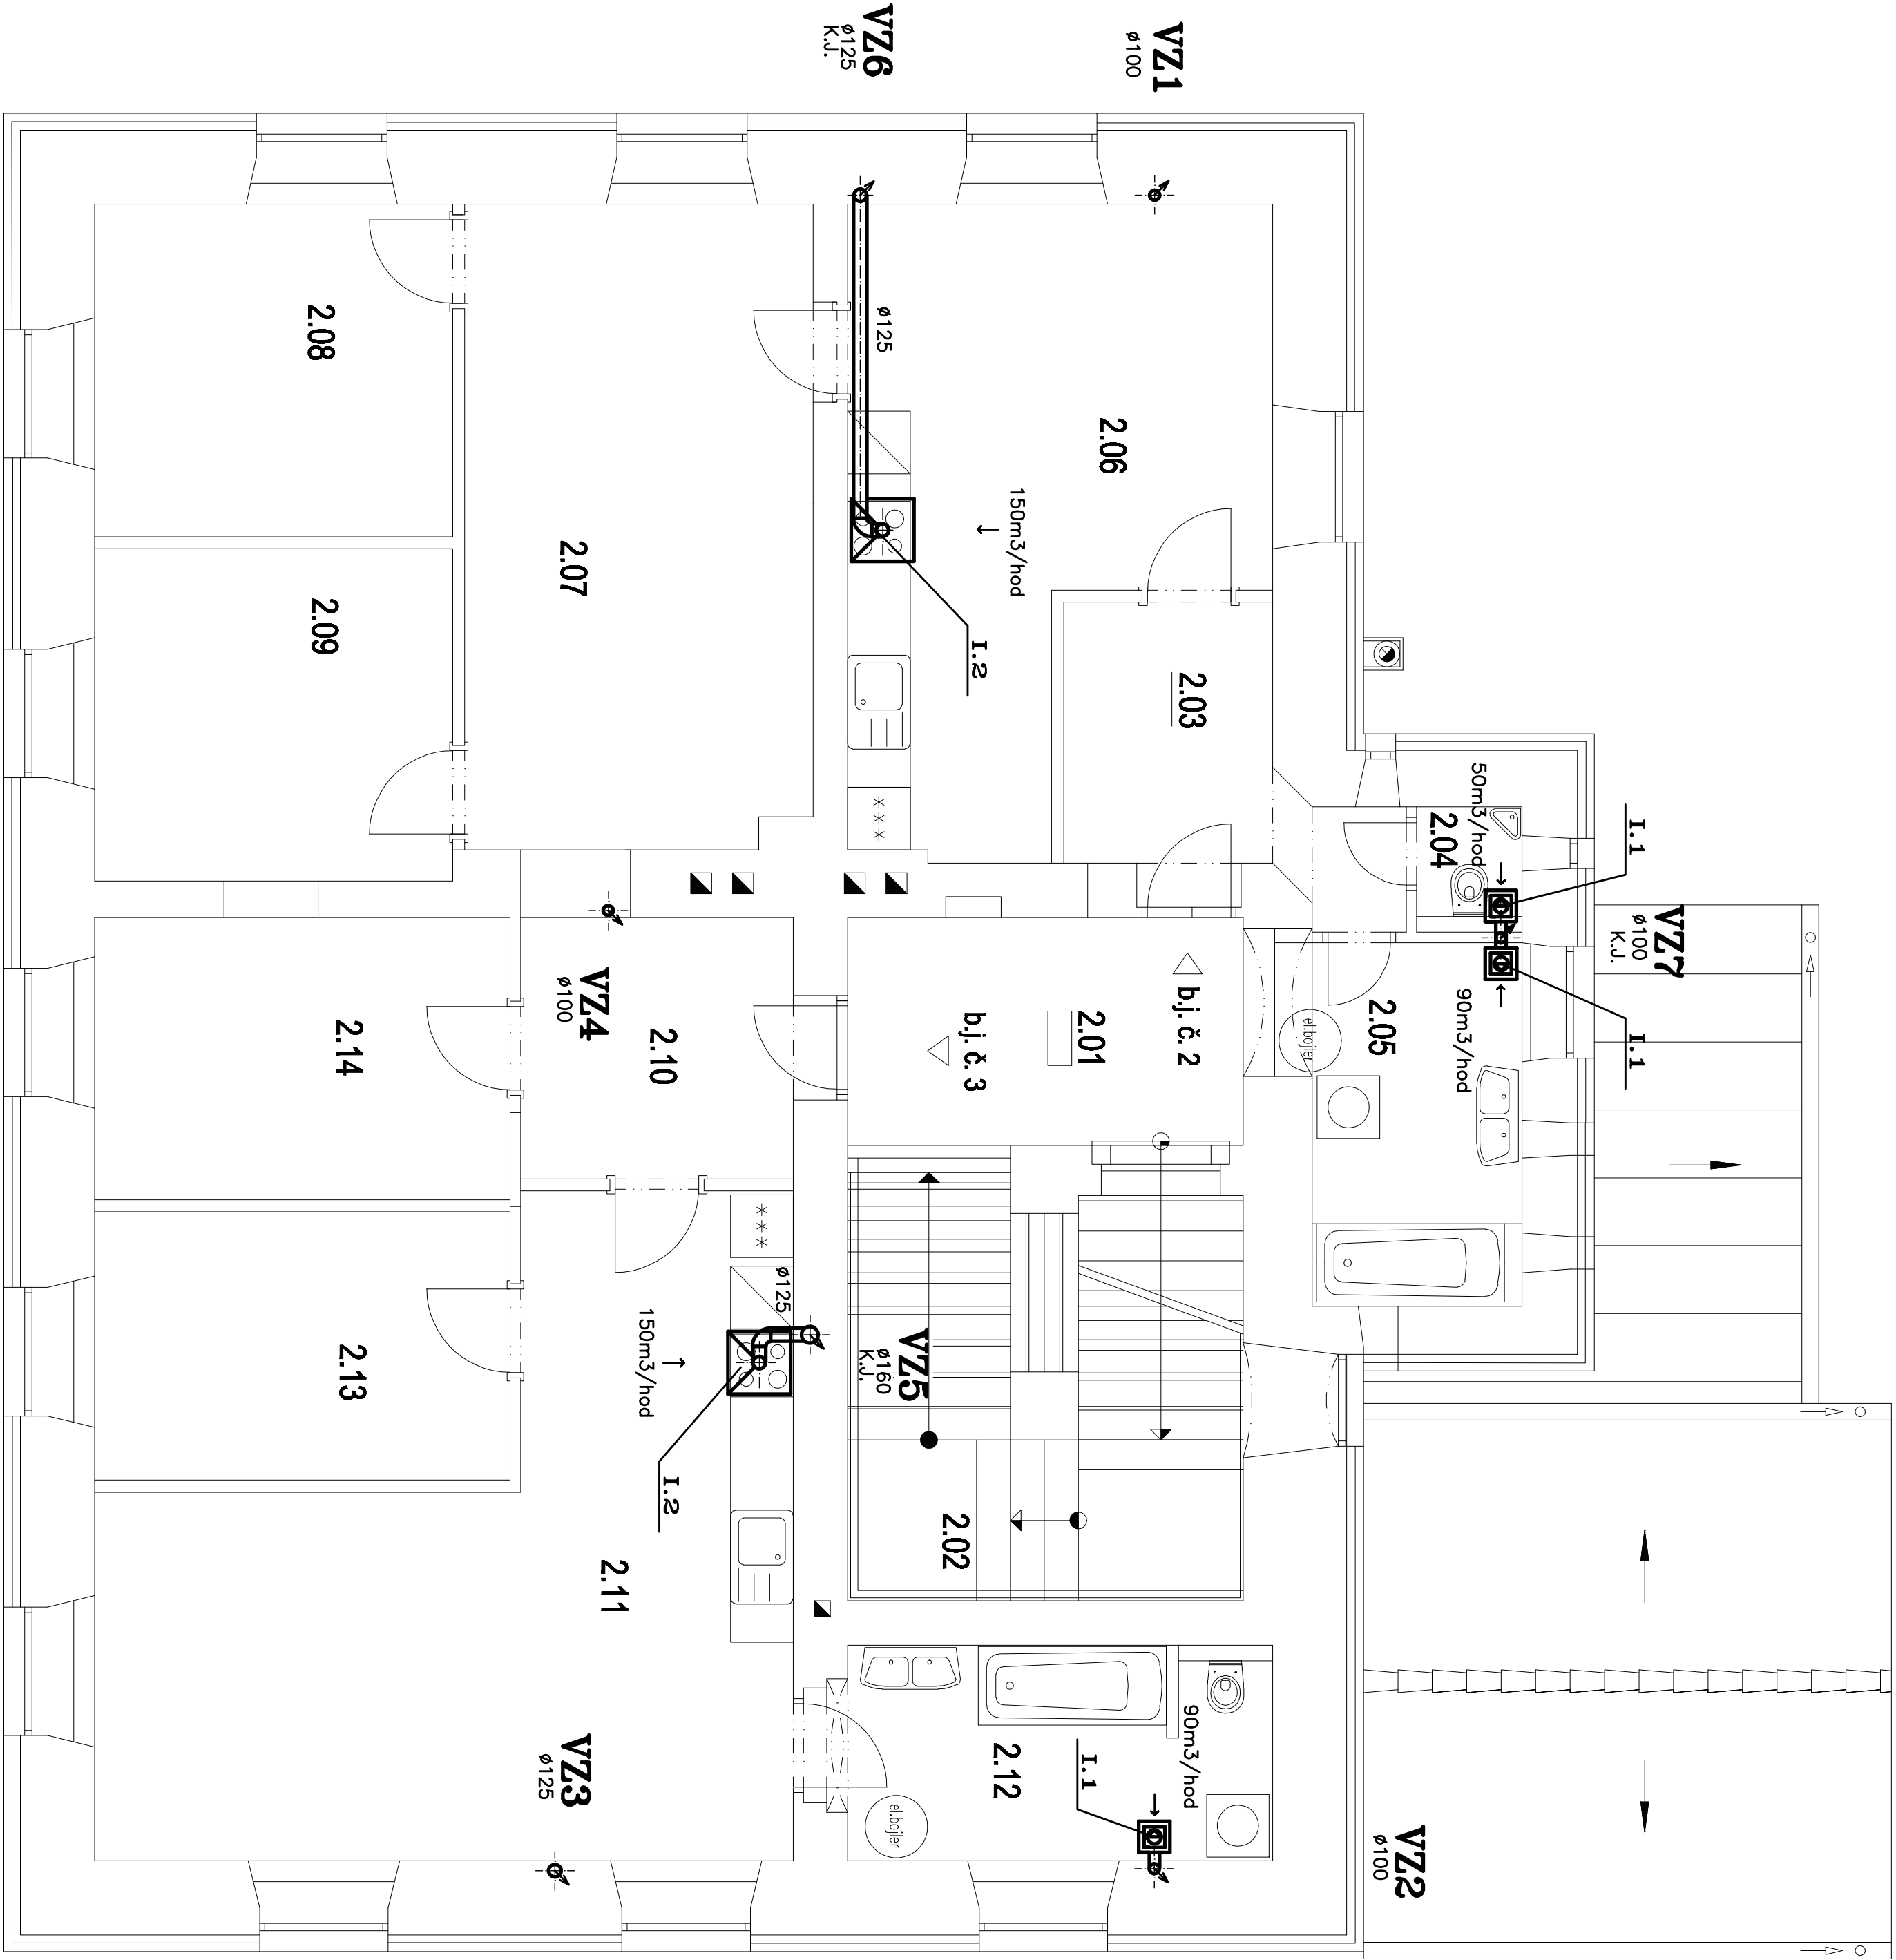 VZ7
ø100
K.J.
I.1
I.1
50m3/hod
90m3/hod
2.04
VZ2
ø100
2.05
el.bojler
2.03
b.j. č. 2
90m3/hod
VZ1
ø100
2.06
2.01
I.1
150m3/hod
2.12
I.2
b.j. č. 3
2.02
VZ5
ø160
K.J.
el.bojler
ø125
***
VZ6
ø125
K.J.
ø125
***
I.2
2.10
150m3/hod
2.11
VZ4
ø100
VZ3
ø125
2.07
2.13
2.14
2.09
2.08